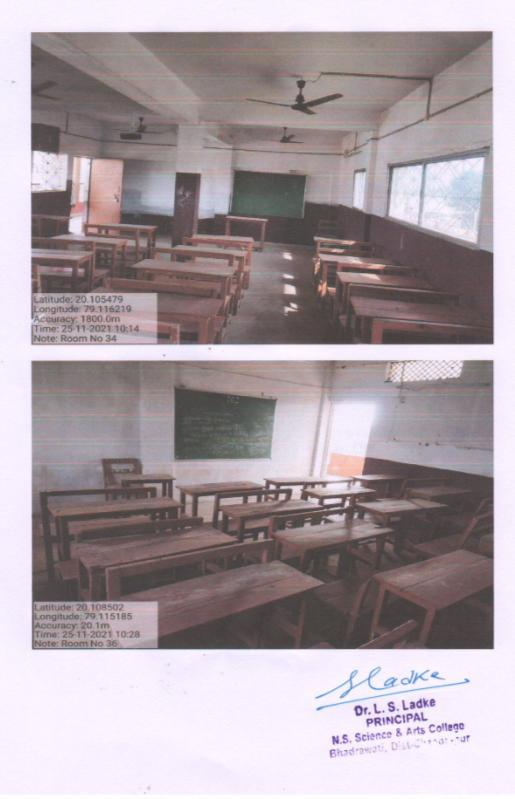 Latitude: 20.105479
Longitude: 79.116219
Accuracy: 1800.0m
Time: 25-11-2021 10:14
Note: Room No 34
Latitude: 20.108502
Longitude: 79.115185
Accuracy: 20.1m
Time: 25-11-2021 10:28
Note: Room No 36
Ladke
Dr. L. S. Ladke
PRINCIPAL
N.S. Science & Arts College
Bhadrawati,